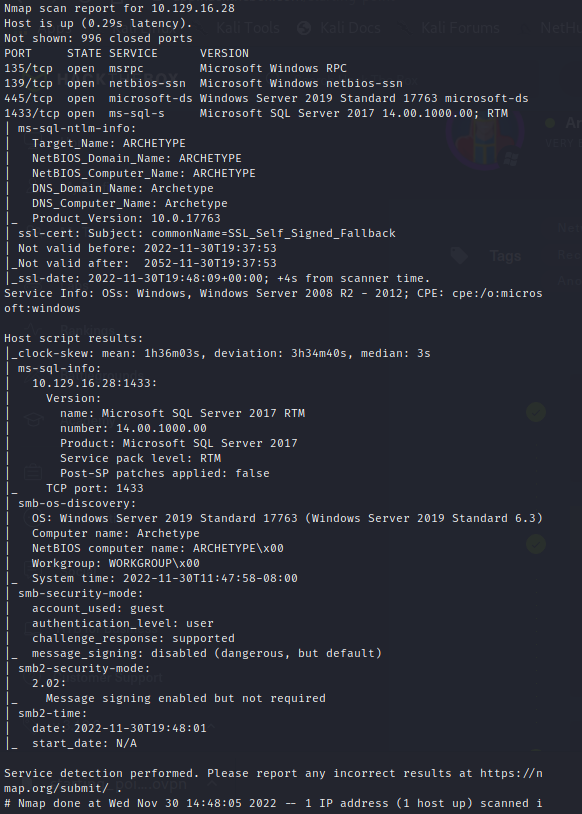 Kali Tools
Kali Docs
Kali Forums
NetHu
Nmap scan report for 10.129.16.28
Host is up (0.29s latency).
Not shown: 996 closed ports
PORT     STATE SERVICE      VERSION
135/tcp  open  msrpc        Microsoft Windows RPC
139/tcp  open  netbios-ssn  Microsoft Windows netbios-ssn
445/tcp  open  microsoft-ds Windows Server 2019 Standard 17763 microsoft-ds
1433/tcp open  ms-sql-s     Microsoft SQL Server 2017 14.00.1000.00; RTM
| ms-sql-ntlm-info:
|   Target_Name: ARCHETYPE
|   NetBIOS_Domain_Name: ARCHETYPE
|   NetBIOS_Computer_Name: ARCHETYPE
|   DNS_Domain_Name: Archetype
|   DNS_Computer_Name: Archetype
|_  Product_Version: 10.0.17763
| ssl-cert: Subject: commonName=SSL_Self_Signed_Fallback
| Not valid before: 2022-11-30T19:37:53
|_Not valid after:  2052-11-30T19:37:53
|_ssl-date: 2022-11-30T19:48:09+00:00; +4s from scanner time.
Tags
Service Info: OSs: Windows, Windows Server 2008 R2 - 2012; CPE: cpe:/o:micros
oft:windows
Host script results:
|_clock-skew: mean: 1h36m03s, deviation: 3h34m40s, median: 3s
| ms-sql-info:
|   10.129.16.28:1433:
|     Version:
|       name: Microsoft SQL Server 2017 RTM
|       number: 14.00.1000.00
|       Product: Microsoft SQL Server 2017
|       Service pack level: RTM
|       Post-SP patches applied: false
|_    TCP port: 1433
| smb-os-discovery:
|   OS: Windows Server 2019 Standard 17763 (Windows Server 2019 Standard 6.3)
|   Computer name: Archetype
|   NetBIOS computer name: ARCHETYPE\x00
|   Workgroup: WORKGROUP\x00
|_  System time: 2022-11-30T11:47:58-08:00
| smb-security-mode:
|   account_used: guest
|   authentication_level: user
|   challenge_response: supported
|_  message_signing: disabled (dangerous, but default)
| smb2-security-mode:
|   2.02:
|_    Message signing enabled but not required
| smb2-time:
|   date: 2022-11-30T19:48:01
|_  start_date: N/A
Service detection performed. Please report any incorrect results at https://n
map.org/submit/ .
# Nmap done at Wed Nov 30 14:48:05 2022 -- 1 IP address (1 host up) scanned i